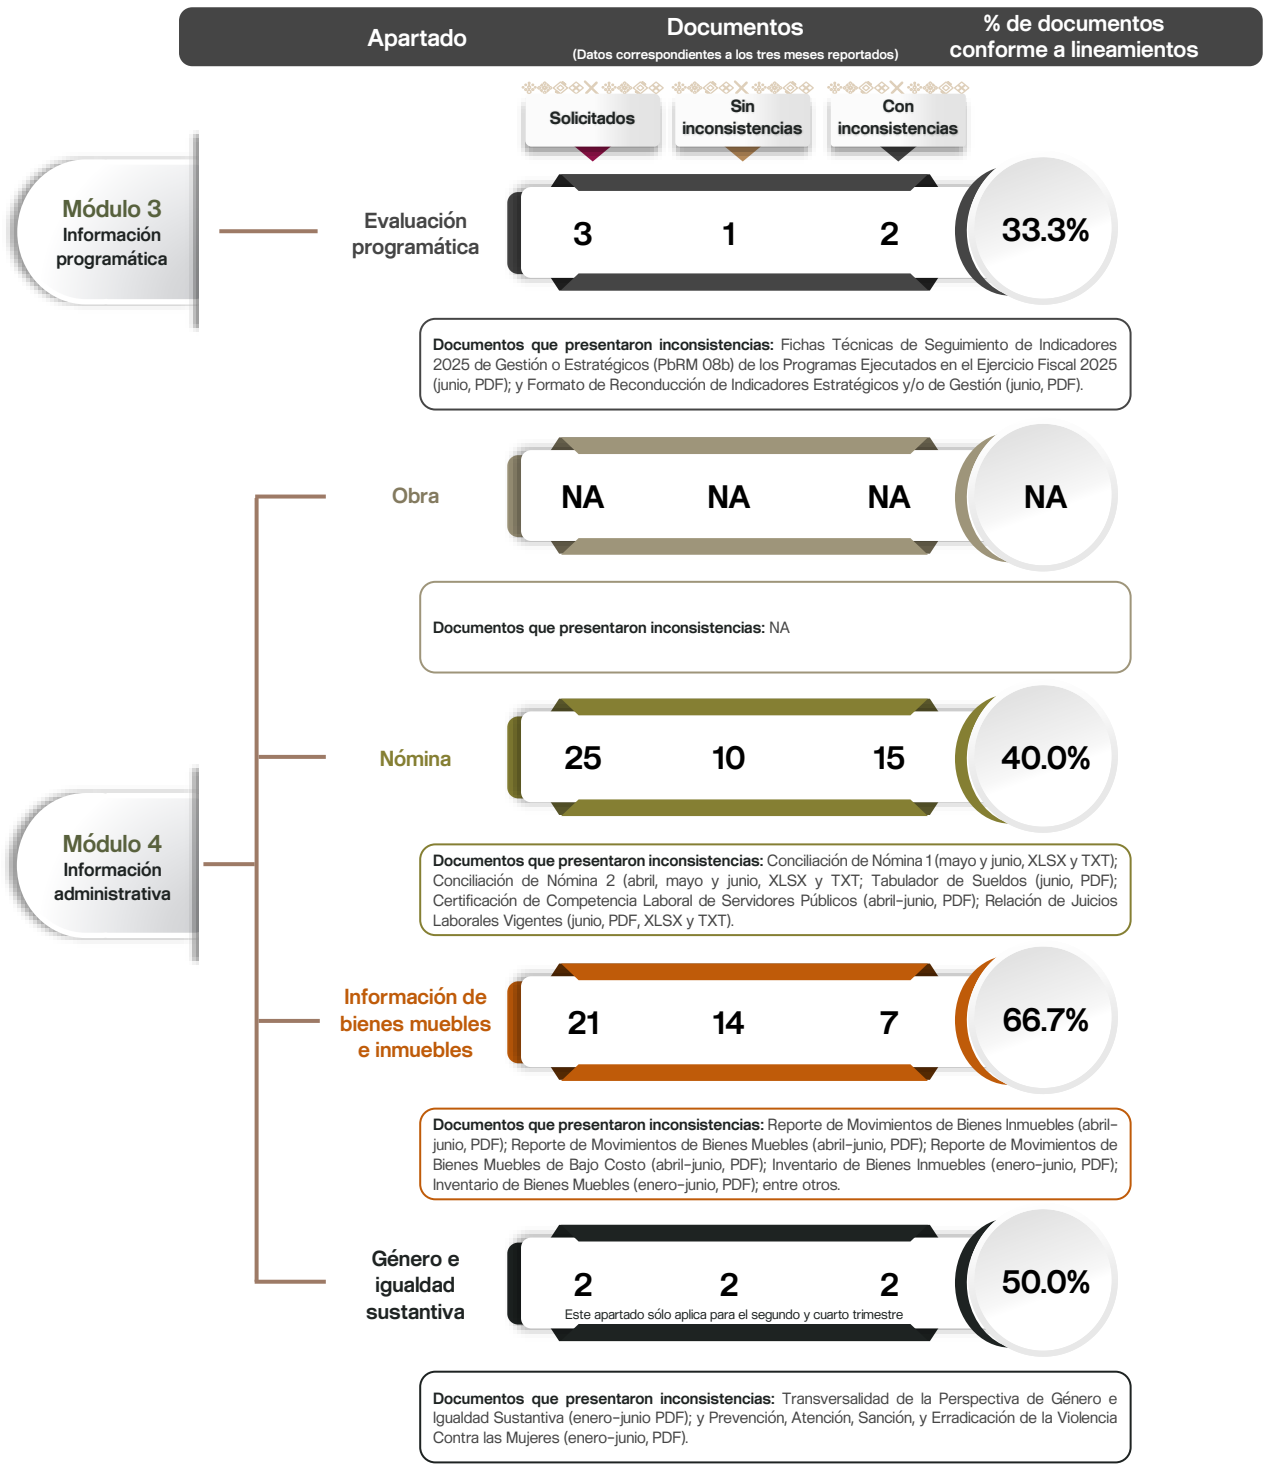 Apartado
Documentos
(Datos correspondientes a los tres meses reportados)
% de documentos
conforme a lineamientos
Solicitados
Sin
inconsistencias
Con
inconsistencias
Módulo 3
Información
programática
Evaluación
programática
3 1 2 33.3%
Documentos que presentaron inconsistencias: Fichas Técnicas de Seguimiento de Indicadores
2025 de Gestión o Estratégicos (PbRM 08b) de los Programas Ejecutados en el Ejercicio Fiscal 2025
(junio, PDF); y Formato de Reconducción de Indicadores Estratégicos y/o de Gestión (junio, PDF).
Obra
NA NA NA NA
Documentos que presentaron inconsistencias: NA
Nómina
25 10 15 40.0%
Módulo 4
Información
administrativa
Documentos que presentaron inconsistencias: Conciliación de Nómina 1 (mayo y junio, XLSX y TXT);
Conciliación de Nómina 2 (abril, mayo y junio, XLSX y TXT; Tabulador de Sueldos (junio, PDF);
Certificación de Competencia Laboral de Servidores Públicos (abril-junio, PDF); Relación de Juicios
Laborales Vigentes (junio, PDF, XLSX y TXT).
Información de
bienes muebles
e inmuebles
21 14 7 66.7%
Documentos que presentaron inconsistencias: Reporte de Movimientos de Bienes Inmuebles (abril-
junio, PDF); Reporte de Movimientos de Bienes Muebles (abril-junio, PDF); Reporte de Movimientos de
Bienes Muebles de Bajo Costo (abril-junio, PDF); Inventario de Bienes Inmuebles (enero-junio, PDF);
Inventario de Bienes Muebles (enero-junio, PDF); entre otros.
Género e
igualdad
sustantiva
2 2 2 50.0%
Este apartado sólo aplica para el segundo y cuarto trimestre
Documentos que presentaron inconsistencias: Transversalidad de la Perspectiva de Género e
Igualdad Sustantiva (enero-junio PDF); y Prevención, Atención, Sanción, y Erradicación de la Violencia
Contra las Mujeres (enero-junio, PDF).